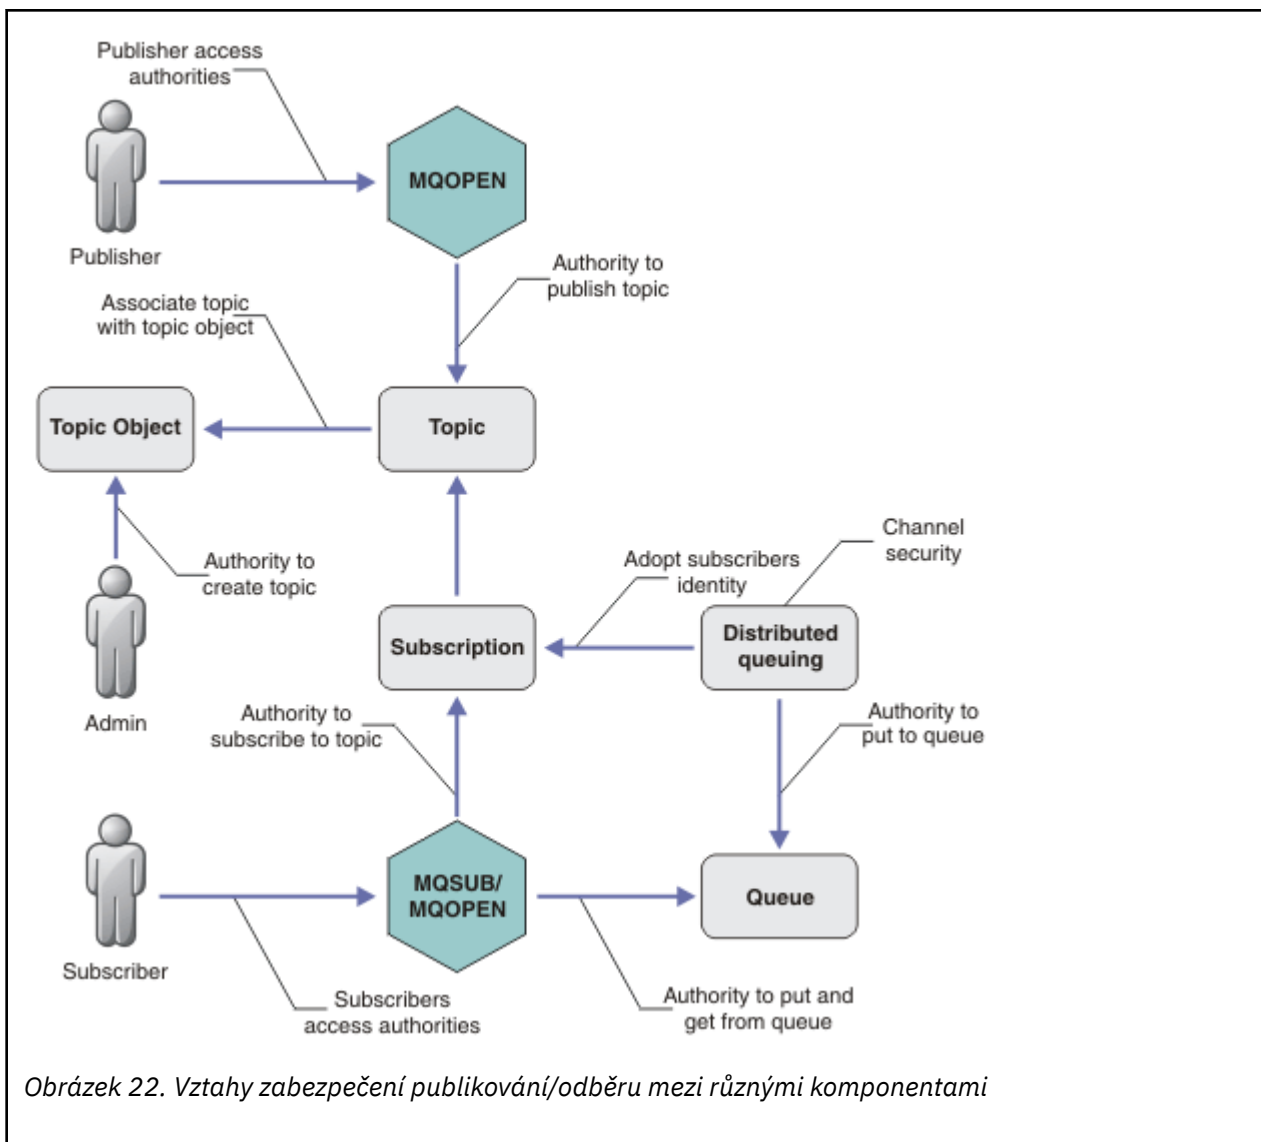 Publisher access
authorities
MQOPEN
Publisher
Authority to
publish topic
Associate topic
with topic object
Topic Object
Topic
Channel
security
Authority to
create topic
Adopt subscribers
identity
Subscription
Distributed
queuing
Admin
Authority to
subscribe to topic
Authority to
put to queue
MQSUB/
MQOPEN
Queue
Subscriber
Subscribers
access authorities
Authority to put and
get from queue
Obrázek 22. Vztahy zabezpečení publikování/odběru mezi různými komponentami